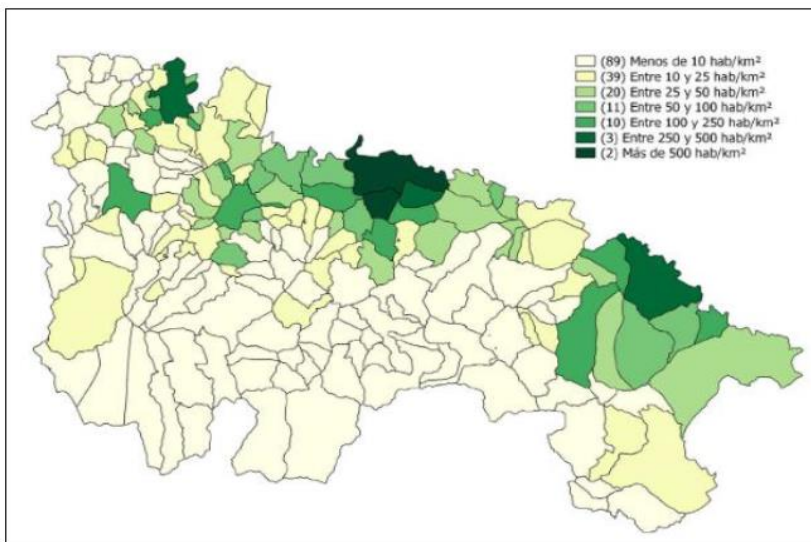 (89) Menos de 10 hab/km²
(39) Entre 10 y 25 hab/km²
(20) Entre 25 y 50 hab/km²
(11) Entre 50 y 100 hab/km²
(10) Entre 100 y 250 hab/km²
(3) Entre 250 y 500 hab/km²
(2) Más de 500 hab/km²